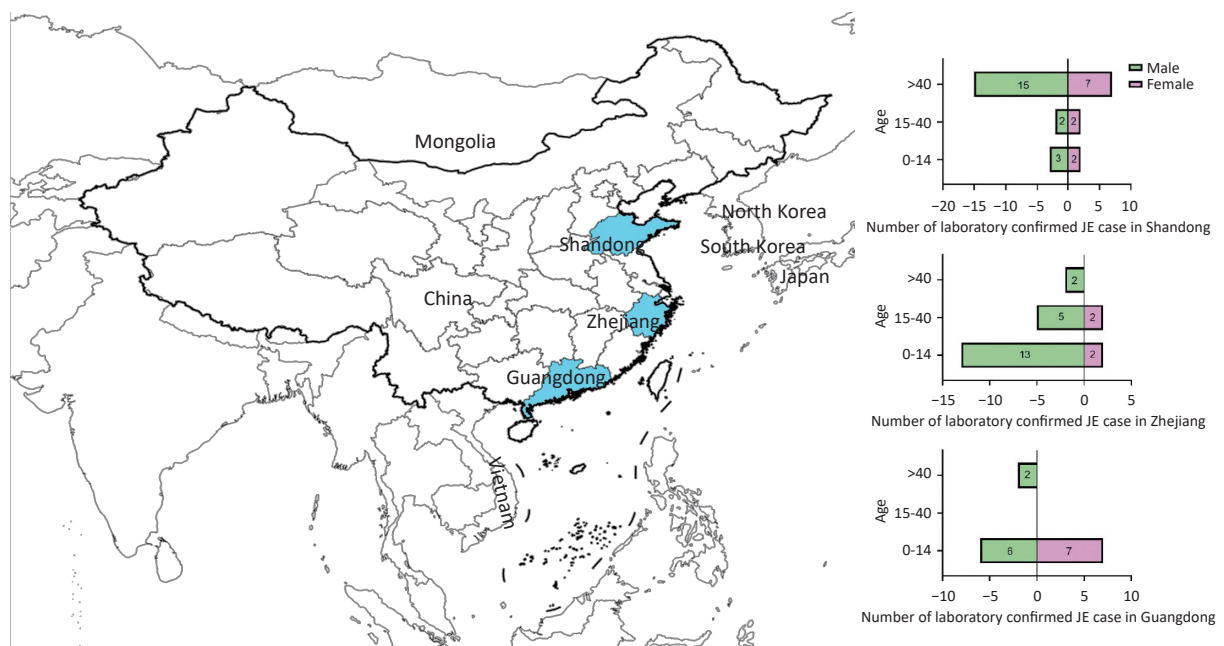 Mongolia
North Korea
Shandong
South Korea
Japan
China
Zhejiang
Guangdong
Vietnam
Male
Female
Age
>40
15-40
0-14
15
7
2
2
3
2
−20
−15
−10
−5
0
5
10
Number of laboratory confirmed JE case in Shandong
Age
>40
15-40
0-14
2
5
2
13
2
−15
−10
−5
0
5
Number of laboratory confirmed JE case in Zhejiang
Age
>40
15-40
0-14
2
6
7
−10
−5
0
5
10
Number of laboratory confirmed JE case in Guangdong